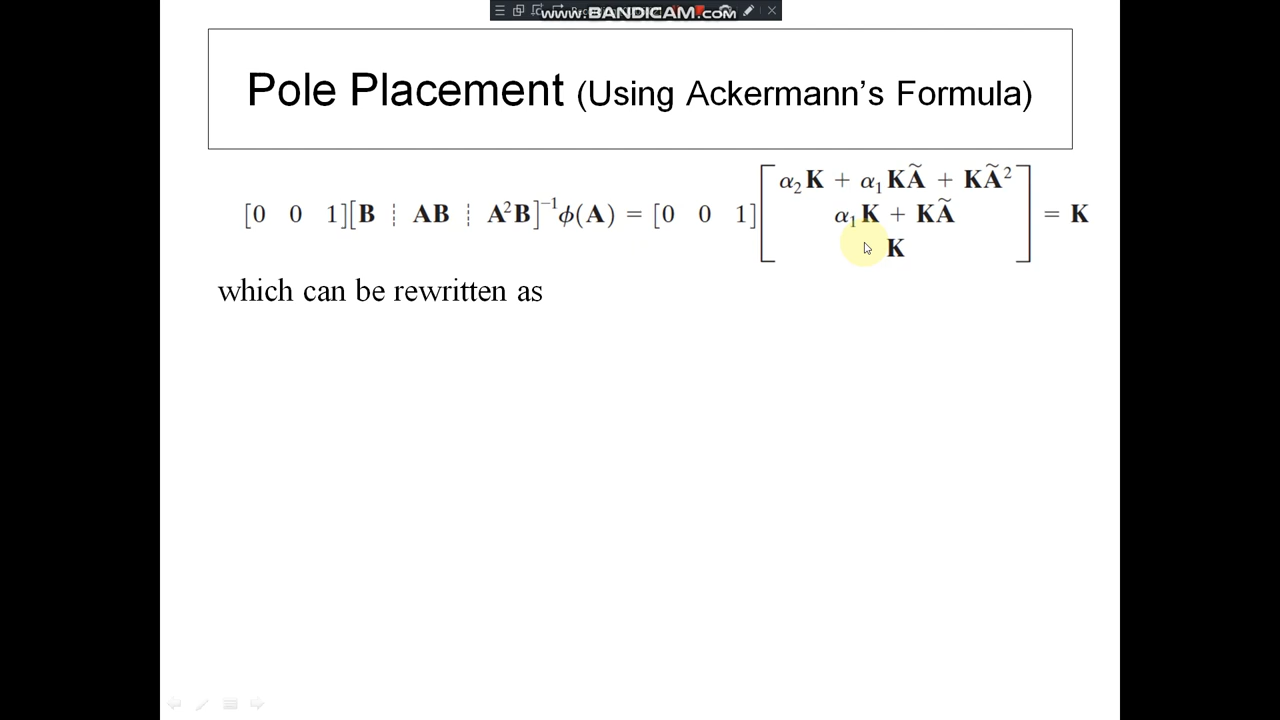 www.BANDICAM.com
Pole Placement (Using Ackermann's Formula)
[0 0 1][B ┊ AB ┊ A²B]⁻¹ϕ(A) = [0 0 1] [α₂K + α₁KÃ + KÃ²
α₁K + KÃ
K] = K
which can be rewritten as